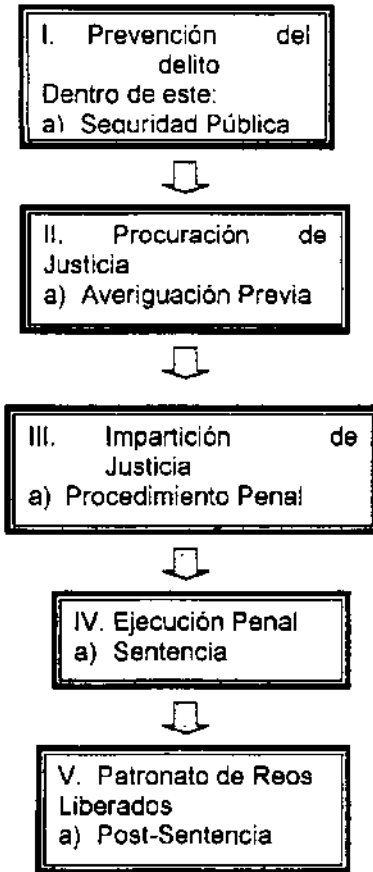 I. Prevención del
delito
Dentro de este:
a) Seguridad Pública
II. Procuración de
Justicia
a) Averiguación Previa
III. Impartición de
Justicia
a) Procedimiento Penal
IV. Ejecución Penal
a) Sentencia
V. Patronato de Reos
Liberados
a) Post-Sentencia